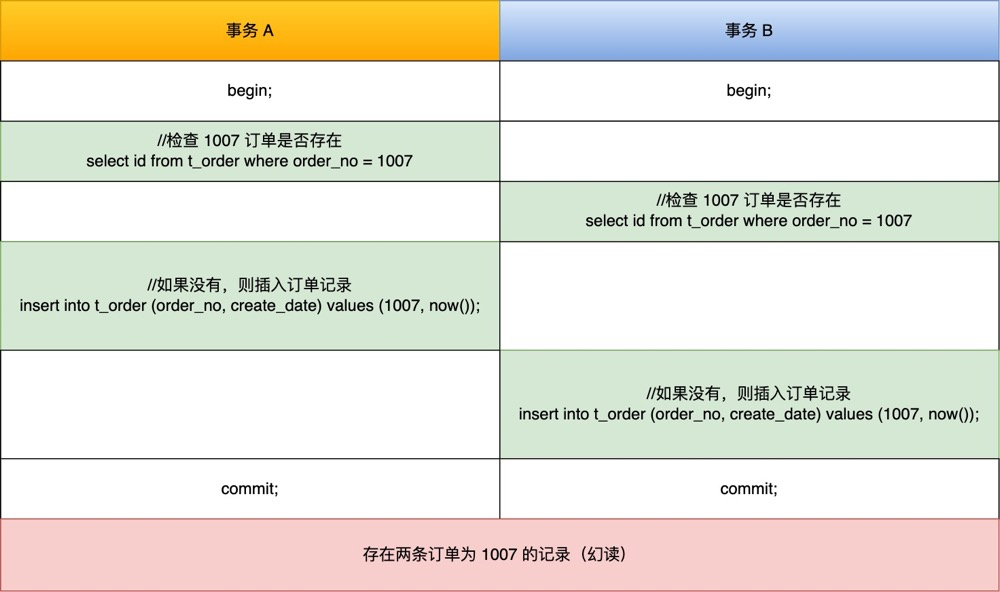 事务 A
事务 B
begin;
begin;
//检查 1007 订单是否存在
select id from t_order where order_no = 1007
//检查 1007 订单是否存在
select id from t_order where order_no = 1007
//如果没有，则插入订单记录
insert into t_order (order_no, create_date) values (1007, now());
//如果没有，则插入订单记录
insert into t_order (order_no, create_date) values (1007, now());
commit;
commit;
存在两条订单为 1007 的记录（幻读）